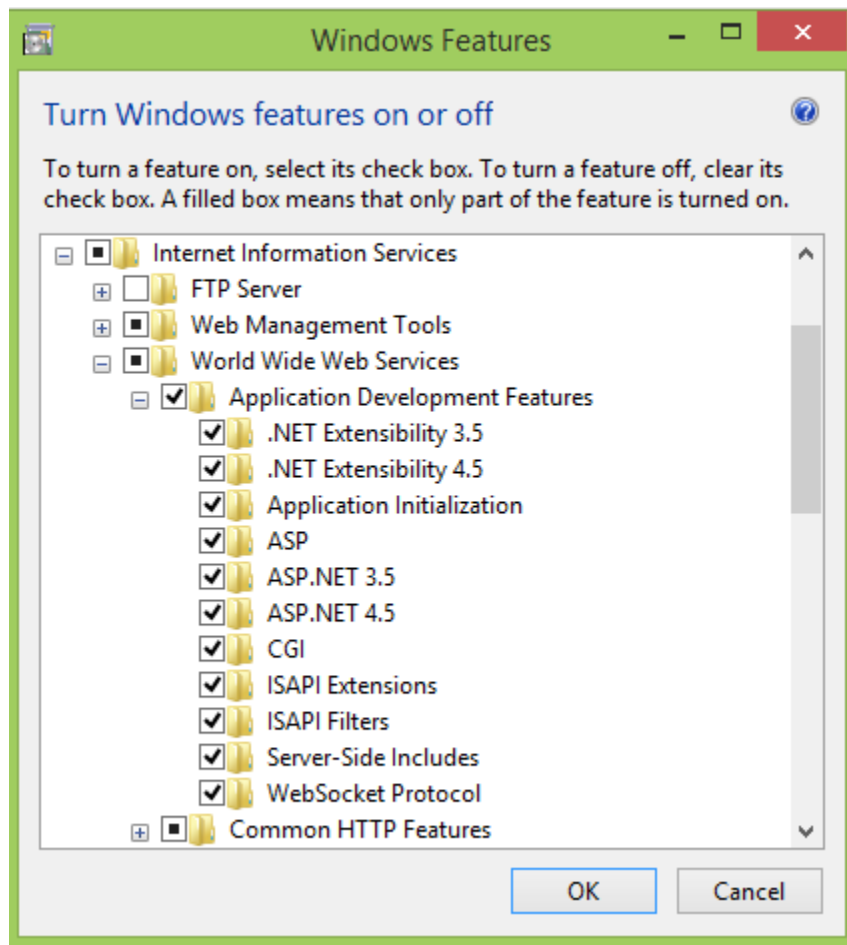 Windows Features
Turn Windows features on or off
To turn a feature on, select its check box. To turn a feature off, clear its
check box. A filled box means that only part of the feature is turned on.
Internet Information Services
FTP Server
Web Management Tools
World Wide Web Services
Application Development Features
.NET Extensibility 3.5
.NET Extensibility 4.5
Application Initialization
ASP
ASP.NET 3.5
ASP.NET 4.5
CGI
ISAPI Extensions
ISAPI Filters
Server-Side Includes
WebSocket Protocol
Common HTTP Features
OK
Cancel